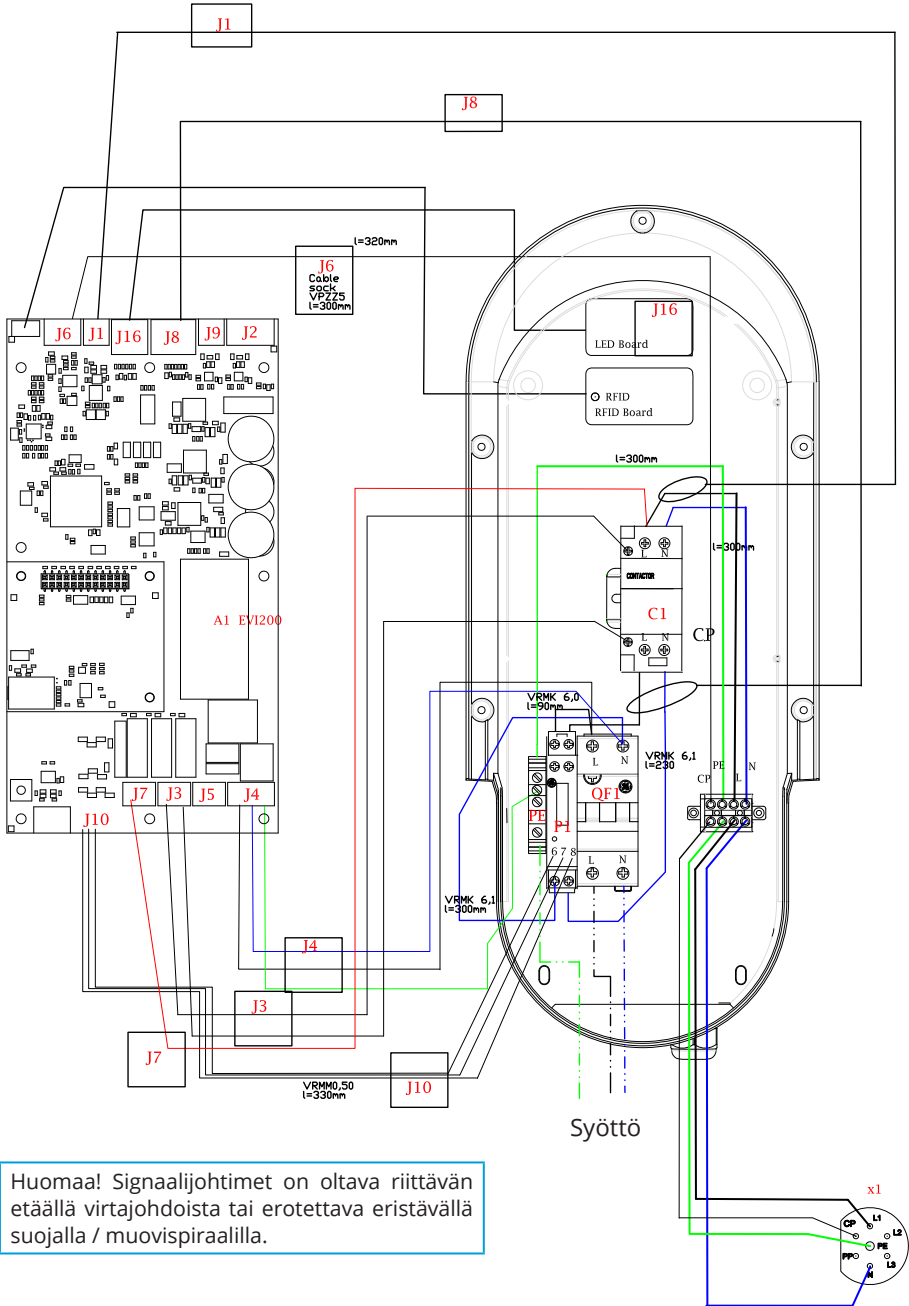 J1
J8
l=320mm
J6
Cable
sock
VPZZ5
l=300mm
J6 J1 J16 J8 J9 J2
J16
LED Board
RFID
RFID Board
l=300mm
L N
l=300mm
CONTACTOR
A1 EVI200
C1
CP
L N
VRMK 6,0
l=90mm
VRMK 6,1
l=230
L N
CP PE L N
QF1
PE
P1
J7 J3 J5 J4
J10
6 7 8
L N
VRMK 6,1
l=300mm
J4
J3
J7
J10
VRMM0,50
l=330mm
Syöttö
Huomaa! Signaalijohtimet on oltava riittävän
etäällä virtajohdoista tai erotettava eristävällä
suojalla / muovispiraalilla.
x1
CP L1
L2
PE
PP
L3
N